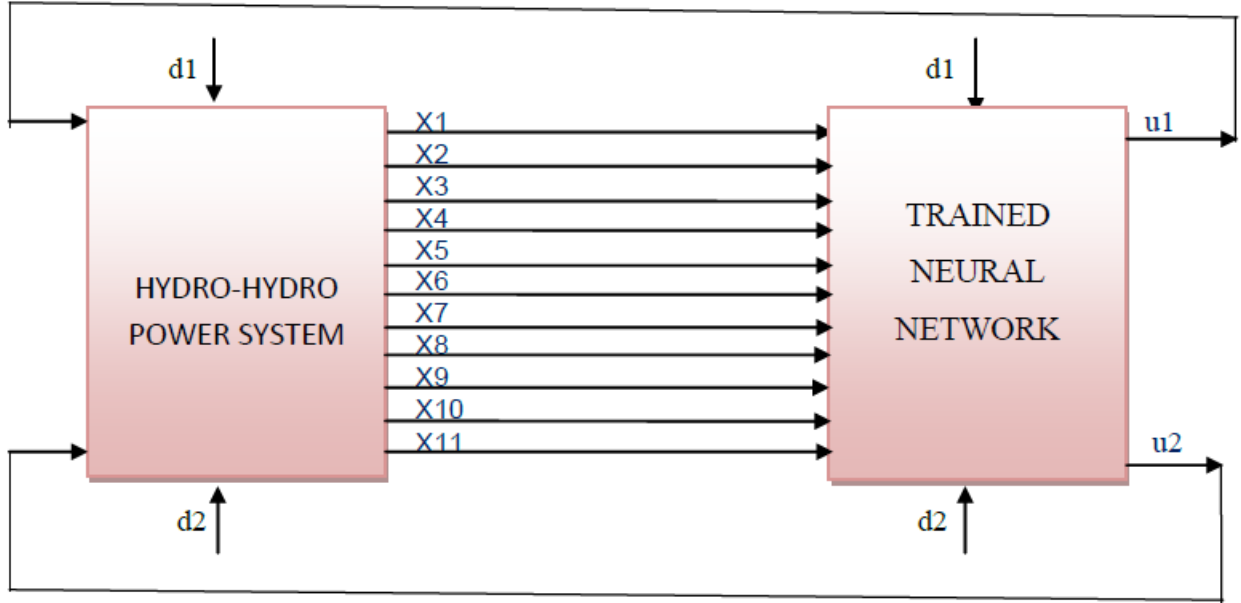 d1
d1
X1
u1
X2
X3
X4
TRAINED
X5
NEURAL
HYDRO-HYDRO
X6
X7
NETWORK
POWER SYSTEM
X8
X9
X10
X11
u2
d2
d2